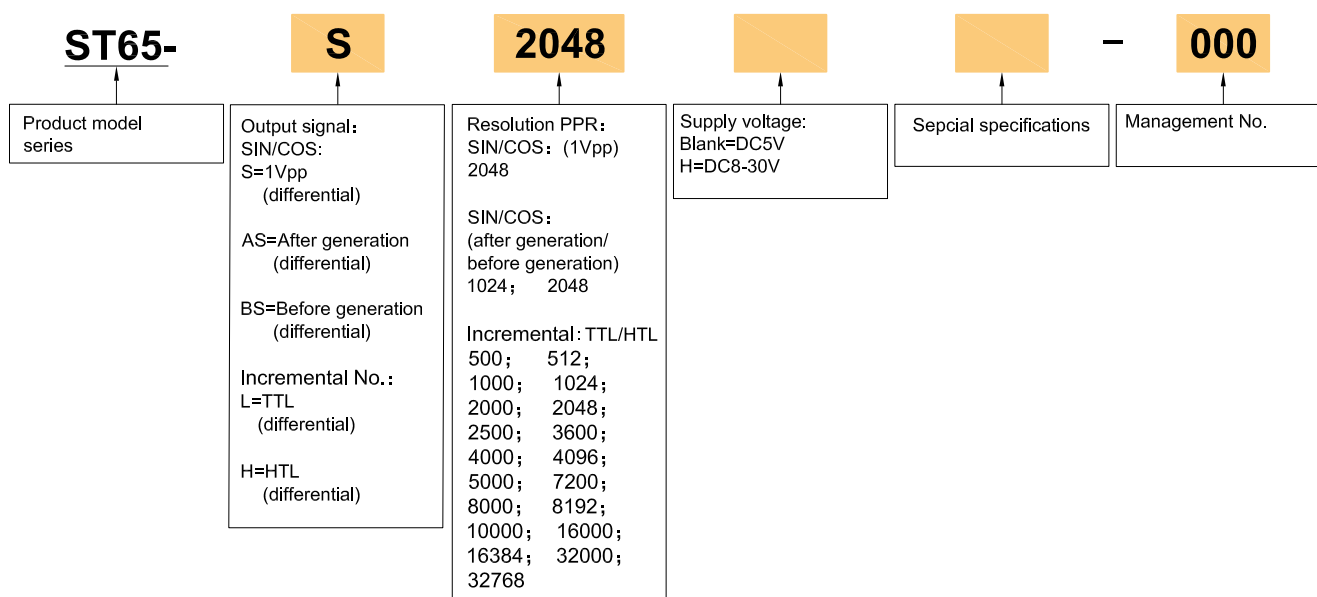 ST65- S 2048 – 000
Product model
series
Output signal：
SIN/COS:
S=1Vpp
(differential)
AS=After generation
(differential)
BS=Before generation
(differential)
Incremental No.：
L=TTL
(differential)
H=HTL
(differential)
Resolution PPR：
SIN/COS：(1Vpp)
2048
SIN/COS：
(after generation/
before generation)
1024； 2048
Incremental：TTL/HTL
500； 512；
1000； 1024；
2000； 2048；
2500； 3600；
4000； 4096；
5000； 7200；
8000； 8192；
10000； 16000；
16384； 32000；
32768
Supply voltage:
Blank=DC5V
H=DC8-30V
Sepcial specifications
Management No.